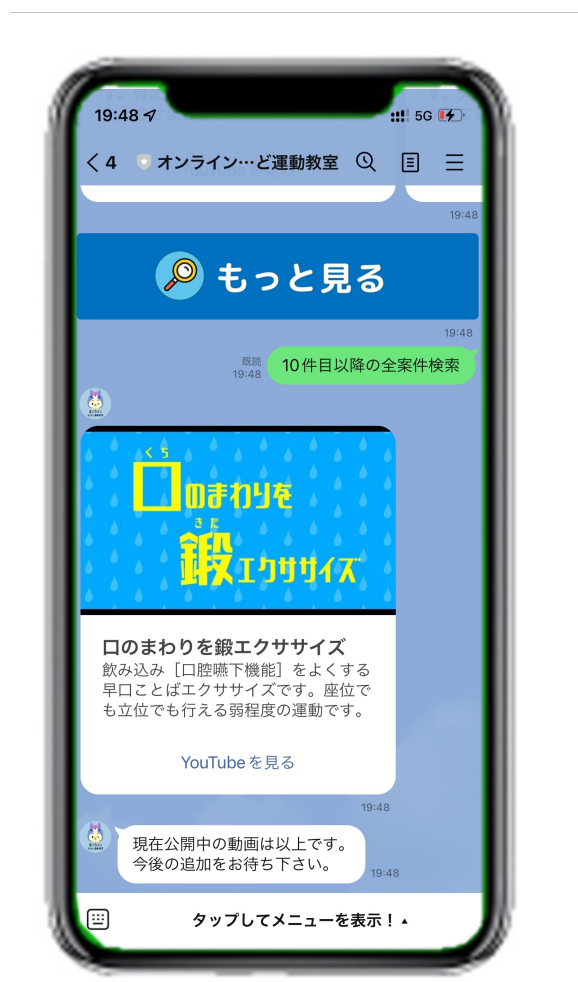 19:48
5G
4
オンライン…ど運動教室
19:48
もっと見る
19:48
既読
19:48
10件目以降の全案件検索
くち
口のまわりを
きた
鍛エクササイズ
口のまわりを鍛エクササイズ
飲み込み［口腔嚥下機能］をよくする
早口ことばエクササイズです。座位で
も立位でも行える弱程度の運動です。
YouTubeを見る
19:48
現在公開中の動画は以上です。
今後の追加をお待ち下さい。
19:48
タップしてメニューを表示！▲